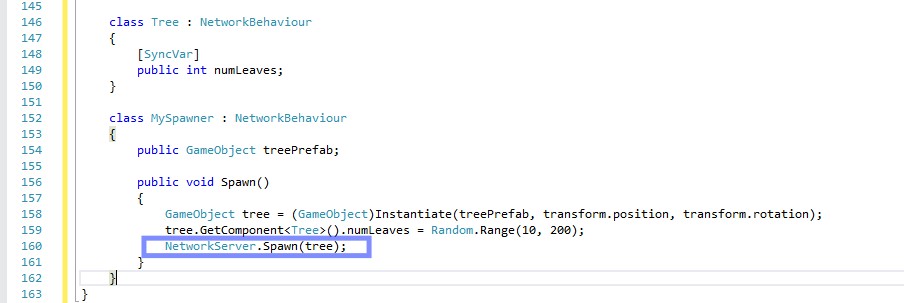 145
146 class Tree : NetworkBehaviour
147 {
148 [SyncVar]
149 public int numLeaves;
150 }
151
152 class MySpawner : NetworkBehaviour
153 {
154 public GameObject treePrefab;
155
156 public void Spawn()
157 {
158 GameObject tree = (GameObject)Instantiate(treePrefab, transform.position, transform.rotation);
159 tree.GetComponent<Tree>().numLeaves = Random.Range(10, 200);
160 NetworkServer.Spawn(tree);
161 }
162 }
163 }